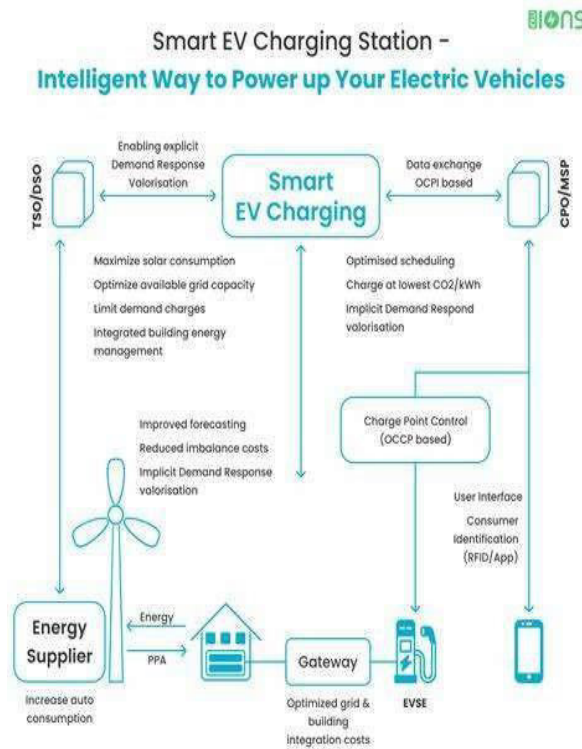 BIONS
Smart EV Charging Station -
Intelligent Way to Power up Your Electric Vehicles
TSO/DSO
Enabling explicit
Demand Response
Valorisation
Smart
EV Charging
Data exchange
OCPI based
CPO/MSP
Maximize solar consumption
Optimize available grid capacity
Limit demand charges
Integrated building energy
management
Optimised scheduling
Charge at lowest CO2/kWh
Implicit Demand Respond
valorisation
Improved forecasting
Reduced imbalance costs
Implicit Demand Response
valorisation
Charge Point Control
(OCCP based)
User Interface
Consumer
Identification
(RFID/App)
Energy
Supplier
Increase auto
consumption
Energy
PPA
Gateway
Optimized grid &
building
integration costs
EVSE